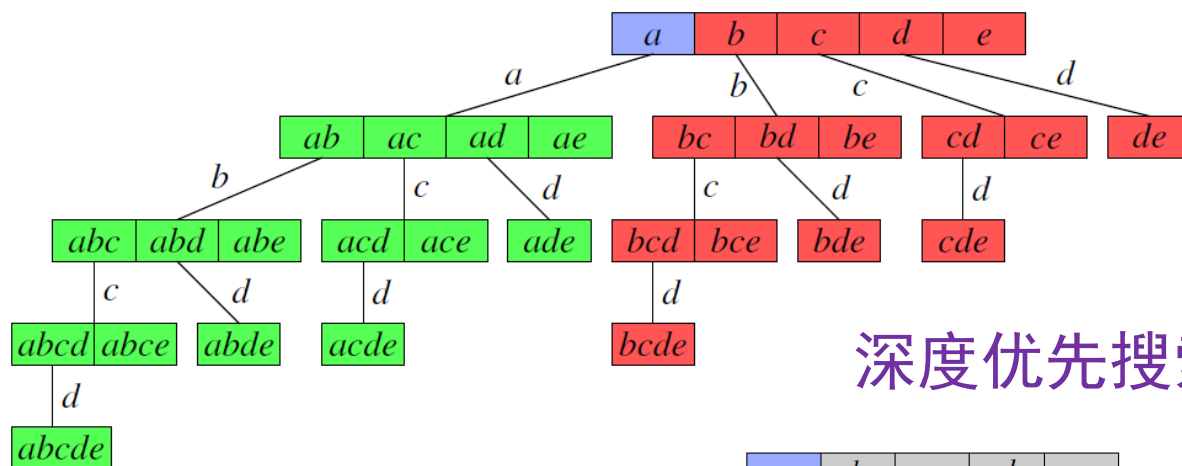 a b c d e
a b c d
ab ac ad ae bc bd be cd ce de
b c d c d d
abc abd abe acd ace ade bcd bce bde cde
c d d d
abcd abce abde acde bcde
深度优先搜
d
abcde